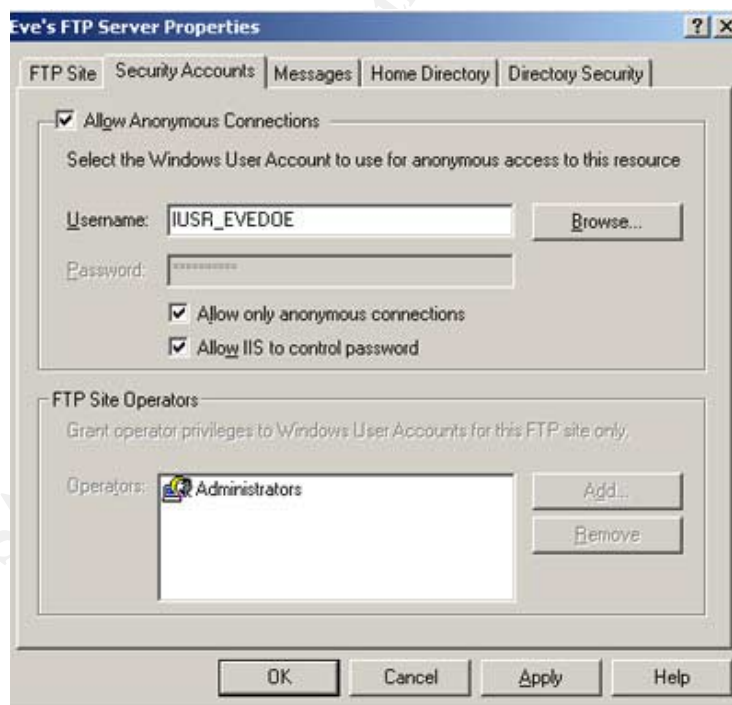 Eve's FTP Server Properties
FTP Site Security Accounts Messages Home Directory Directory Security
Allow Anonymous Connections
Select the Windows User Account to use for anonymous access to this resource
Username: IUSR_EVEDOE Browse...
Password: **********
Allow only anonymous connections
Allow IIS to control password
FTP Site Operators
Grant operator privileges to Windows User Accounts for this FTP site only.
Operators: Administrators Add...
Remove
OK Cancel Apply Help